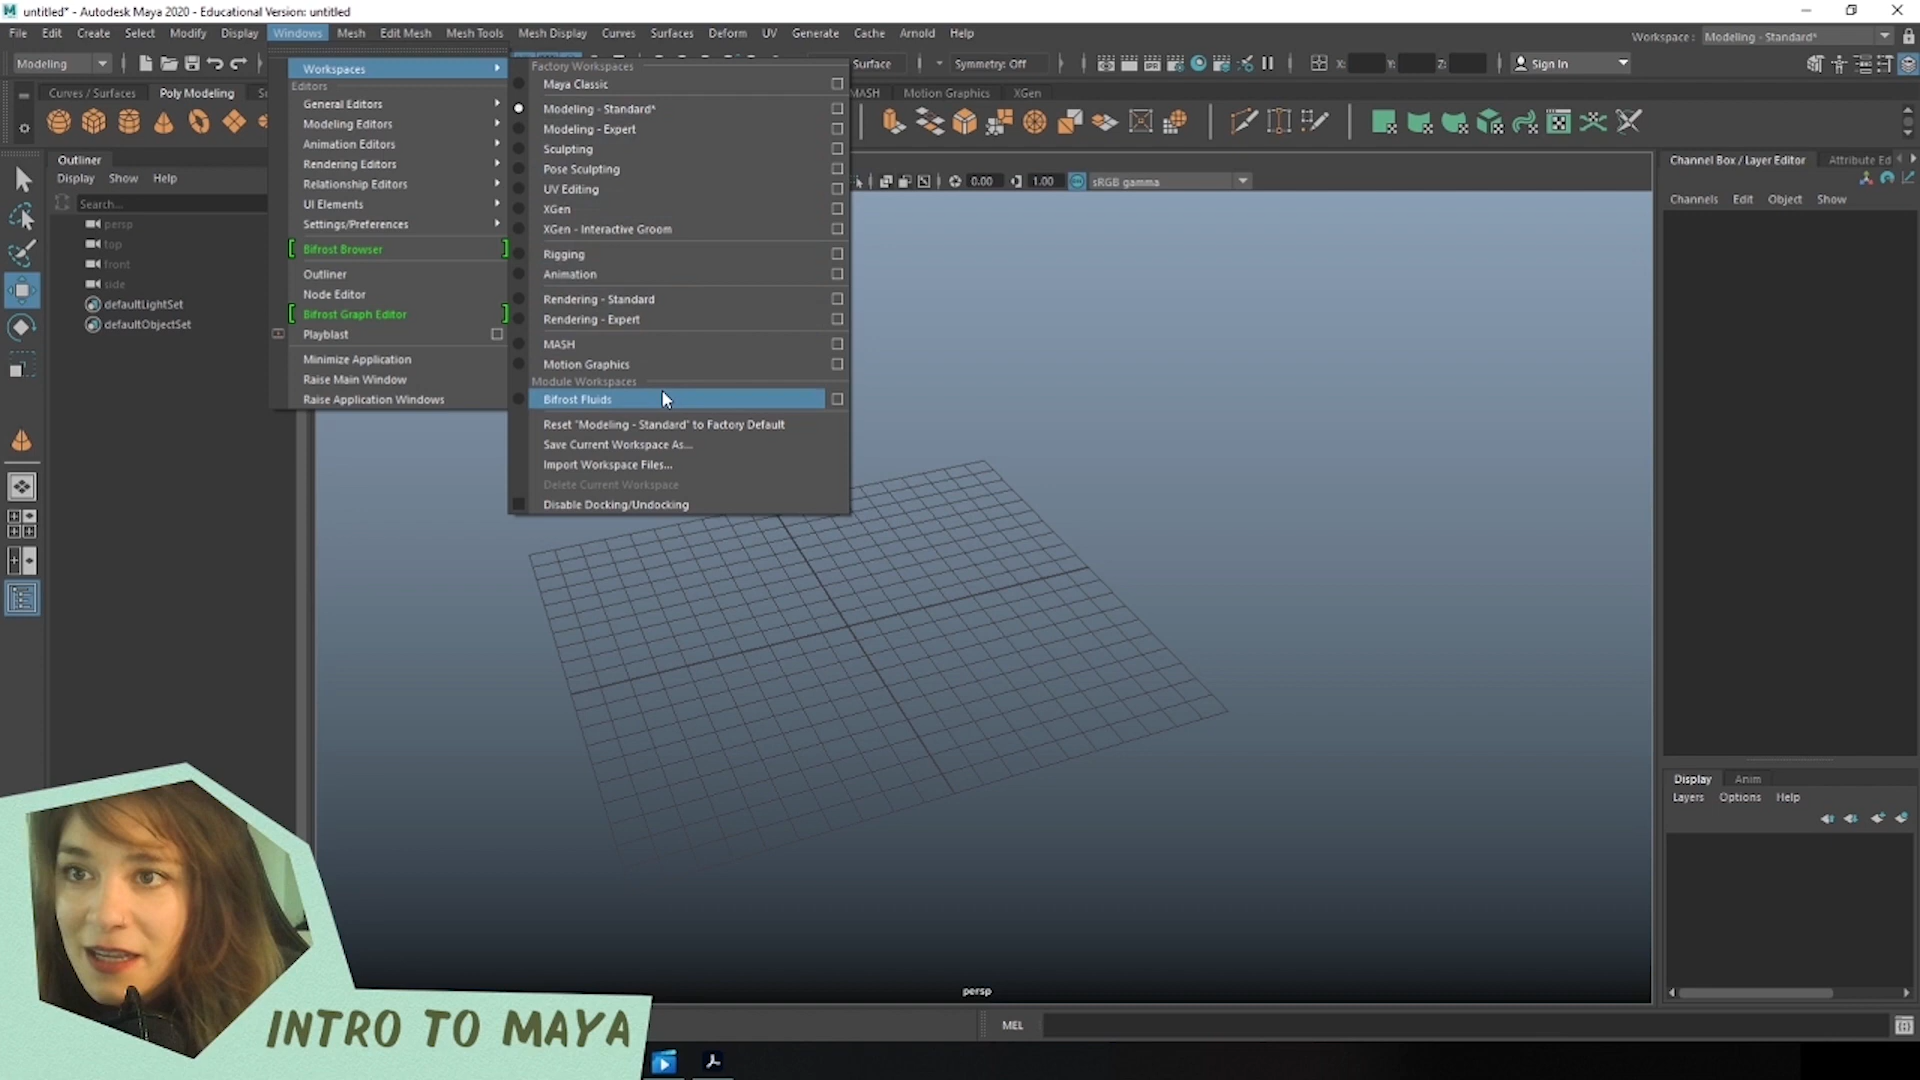 untitled* - Autodesk Maya 2020 - Educational Version: untitled
File Edit Create Select Modify Display Windows Mesh Edit Mesh Mesh Tools Mesh Display Curves Surfaces Deform UV Generate Cache Arnold Help
Workspace : Modeling - Standard*
Modeling
Surface
Symmetry: Off
X:
Y:
Z:
Sign In
Curves / Surfaces
Poly Modeling
MASH
Motion Graphics
XGen
Workspaces
Editors
General Editors
Modeling Editors
Animation Editors
Rendering Editors
Relationship Editors
UI Elements
Settings/Preferences
Bifrost Browser
Outliner
Node Editor
Bifrost Graph Editor
Playblast
Minimize Application
Raise Main Window
Raise Application Windows
Factory Workspaces
Maya Classic
Modeling - Standard*
Modeling - Expert
Sculpting
Pose Sculpting
UV Editing
XGen
XGen - Interactive Groom
Rigging
Animation
Rendering - Standard
Rendering - Expert
MASH
Motion Graphics
Module Workspaces
Bifrost Fluids
Reset "Modeling - Standard" to Factory Default
Save Current Workspace As...
Import Workspace Files...
Delete Current Workspace
Disable Docking/Undocking
Outliner
Display Show Help
Search...
persp
top
front
side
defaultLightSet
defaultObjectSet
0.00
1.00
sRGB gamma
Channel Box / Layer Editor
Attribute Ed
Channels Edit Object Show
Display Anim
Layers Options Help
persp
MEL
INTRO TO MAYA